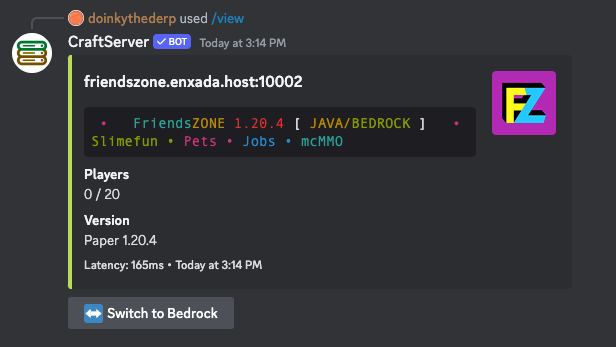 doinkythederp used /view
CraftServer ✓ BOT Today at 3:14 PM
friendszone.enxada.host:10002
FZ
• FriendsZONE 1.20.4 [ JAVA/BEDROCK ] •
Slimefun • Pets • Jobs • mcMMO
Players
0 / 20
Version
Paper 1.20.4
Latency: 165ms • Today at 3:14 PM
Switch to Bedrock